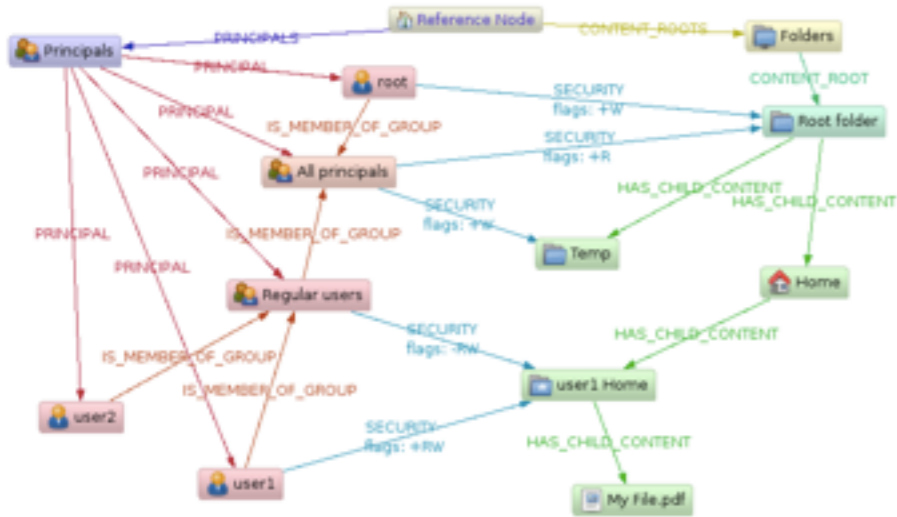 Reference Node
PRINCIPALS
CONTENT_ROOTS
Folders
Principals
PRINCIPAL
root
CONTENT_ROOT
SECURITY
flags: +W
Root folder
PRINCIPAL
IS_MEMBER_OF_GROUP
SECURITY
flags: +R
All principals
PRINCIPAL
HAS_CHILD_CONTENT
HAS_CHILD_CONTENT
SECURITY
flags: +W
PRINCIPAL
IS_MEMBER_OF_GROUP
Temp
PRINCIPAL
Home
Regular users
SECURITY
flags: -RW
HAS_CHILD_CONTENT
IS_MEMBER_OF_GROUP
IS_MEMBER_OF_GROUP
user1 Home
user2
SECURITY
flags: +RW
HAS_CHILD_CONTENT
user1
My File.pdf